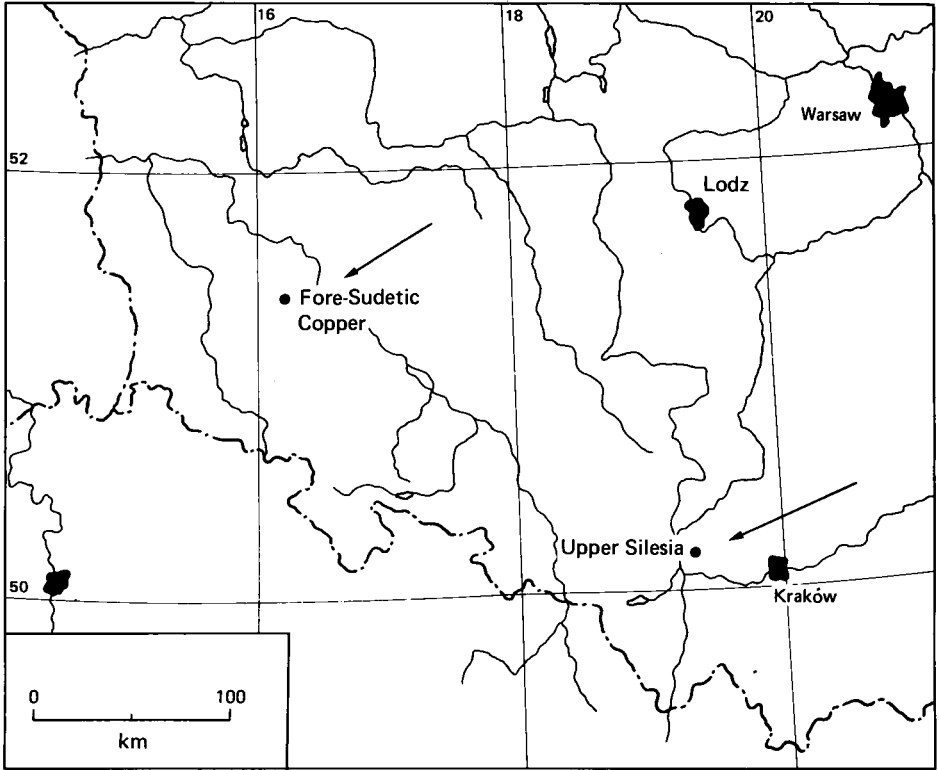 16
18
20
Warsaw
52
Lodz
Fore-Sudetic
Copper
Upper Silesia
50
Kraków
0
100
km